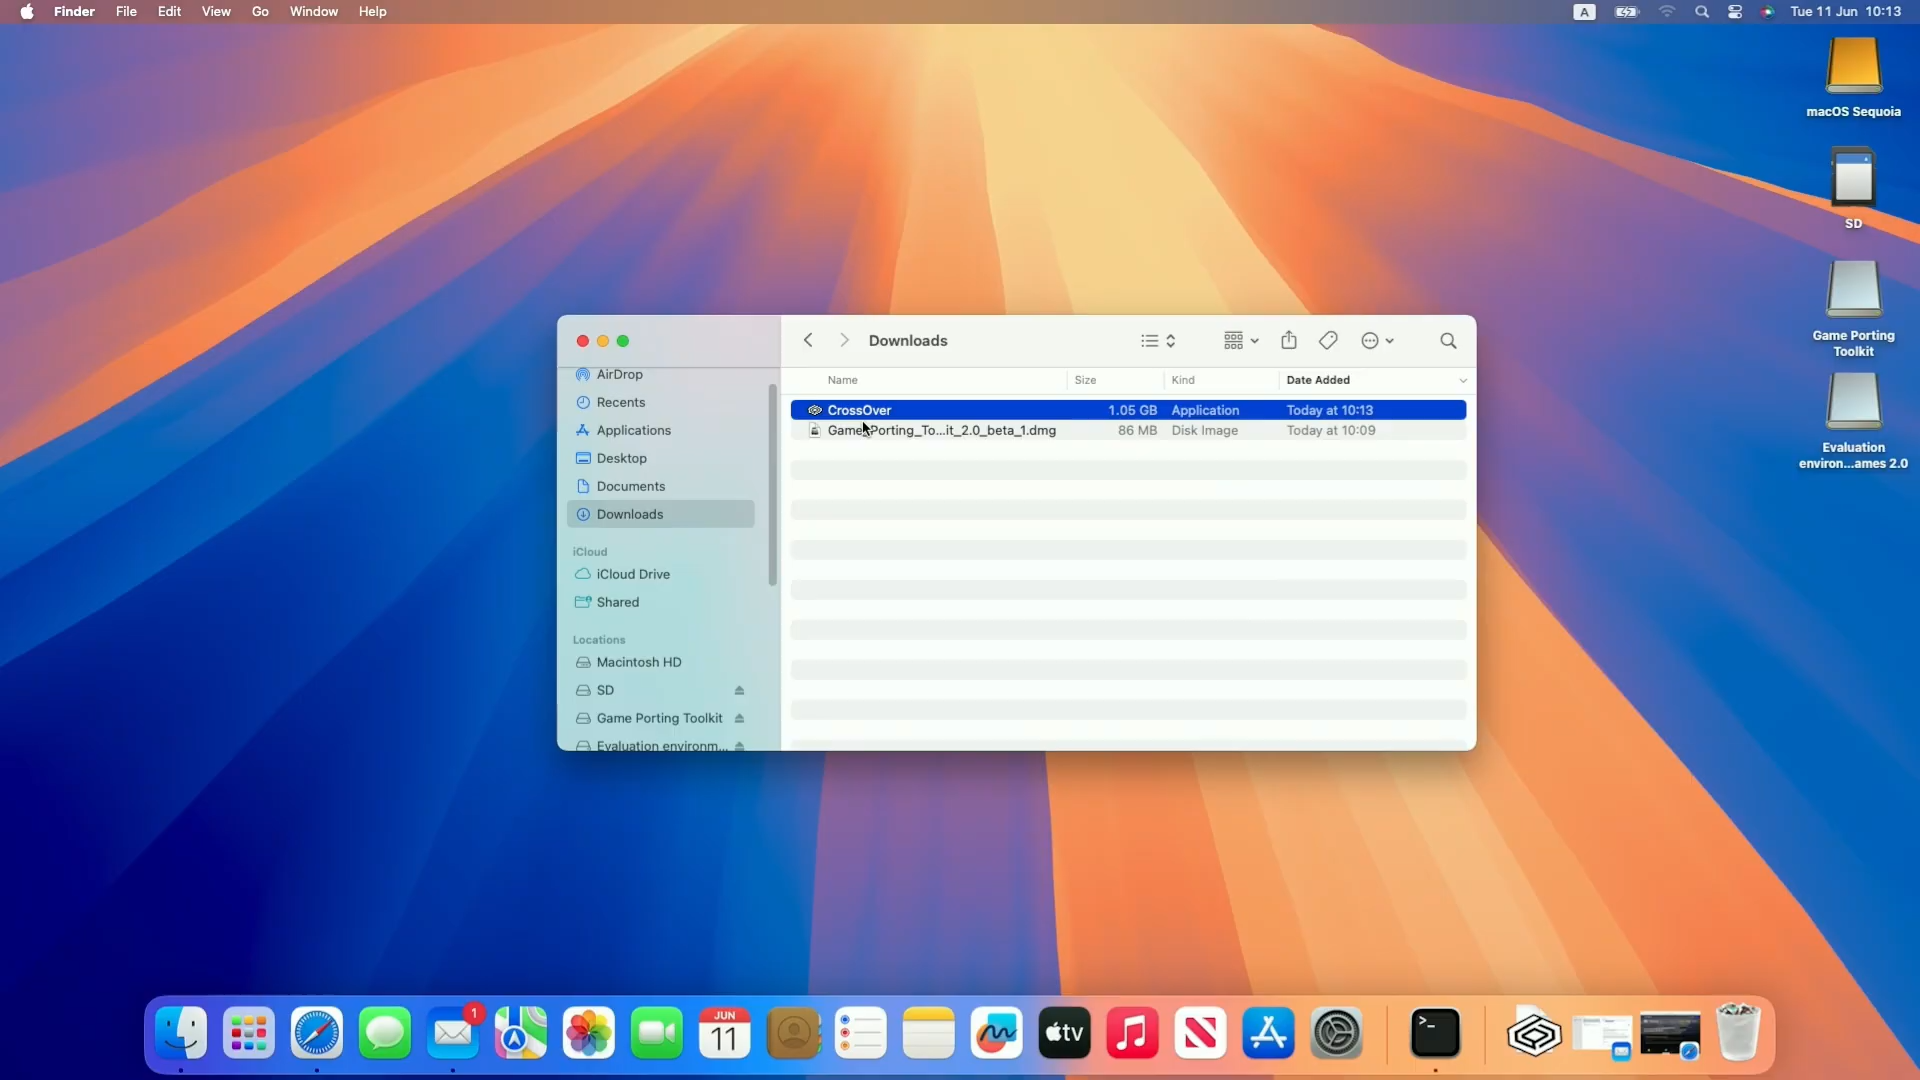 Finder File Edit View Go Window Help
A
Tue 11 Jun 10:13
macOS Sequoia
SD
Game Porting
Toolkit
Evaluation
environ...ames 2.0
Downloads
AirDrop
Recents
Applications
Desktop
Documents
Downloads
iCloud
iCloud Drive
Shared
Locations
Macintosh HD
SD
Game Porting Toolkit
Evaluation environm...
Name Size Kind Date Added
CrossOver 1.05 GB Application Today at 10:13
Game_Porting_To...it_2.0_beta_1.dmg 86 MB Disk Image Today at 10:09
1
JUN
11
tv
>_